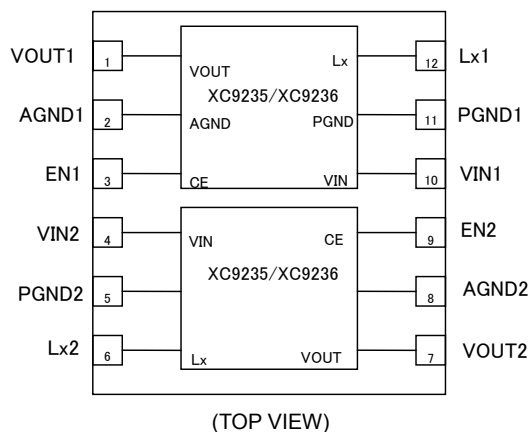 VOUT1 1 VOUT Lx 12 Lx1
XC9235/XC9236
AGND1 2 AGND PGND 11 PGND1
EN1 3 CE VIN 10 VIN1
VIN2 4 VIN CE 9 EN2
XC9235/XC9236
PGND2 5 8 AGND2
Lx2 6 Lx VOUT 7 VOUT2
(TOP VIEW)